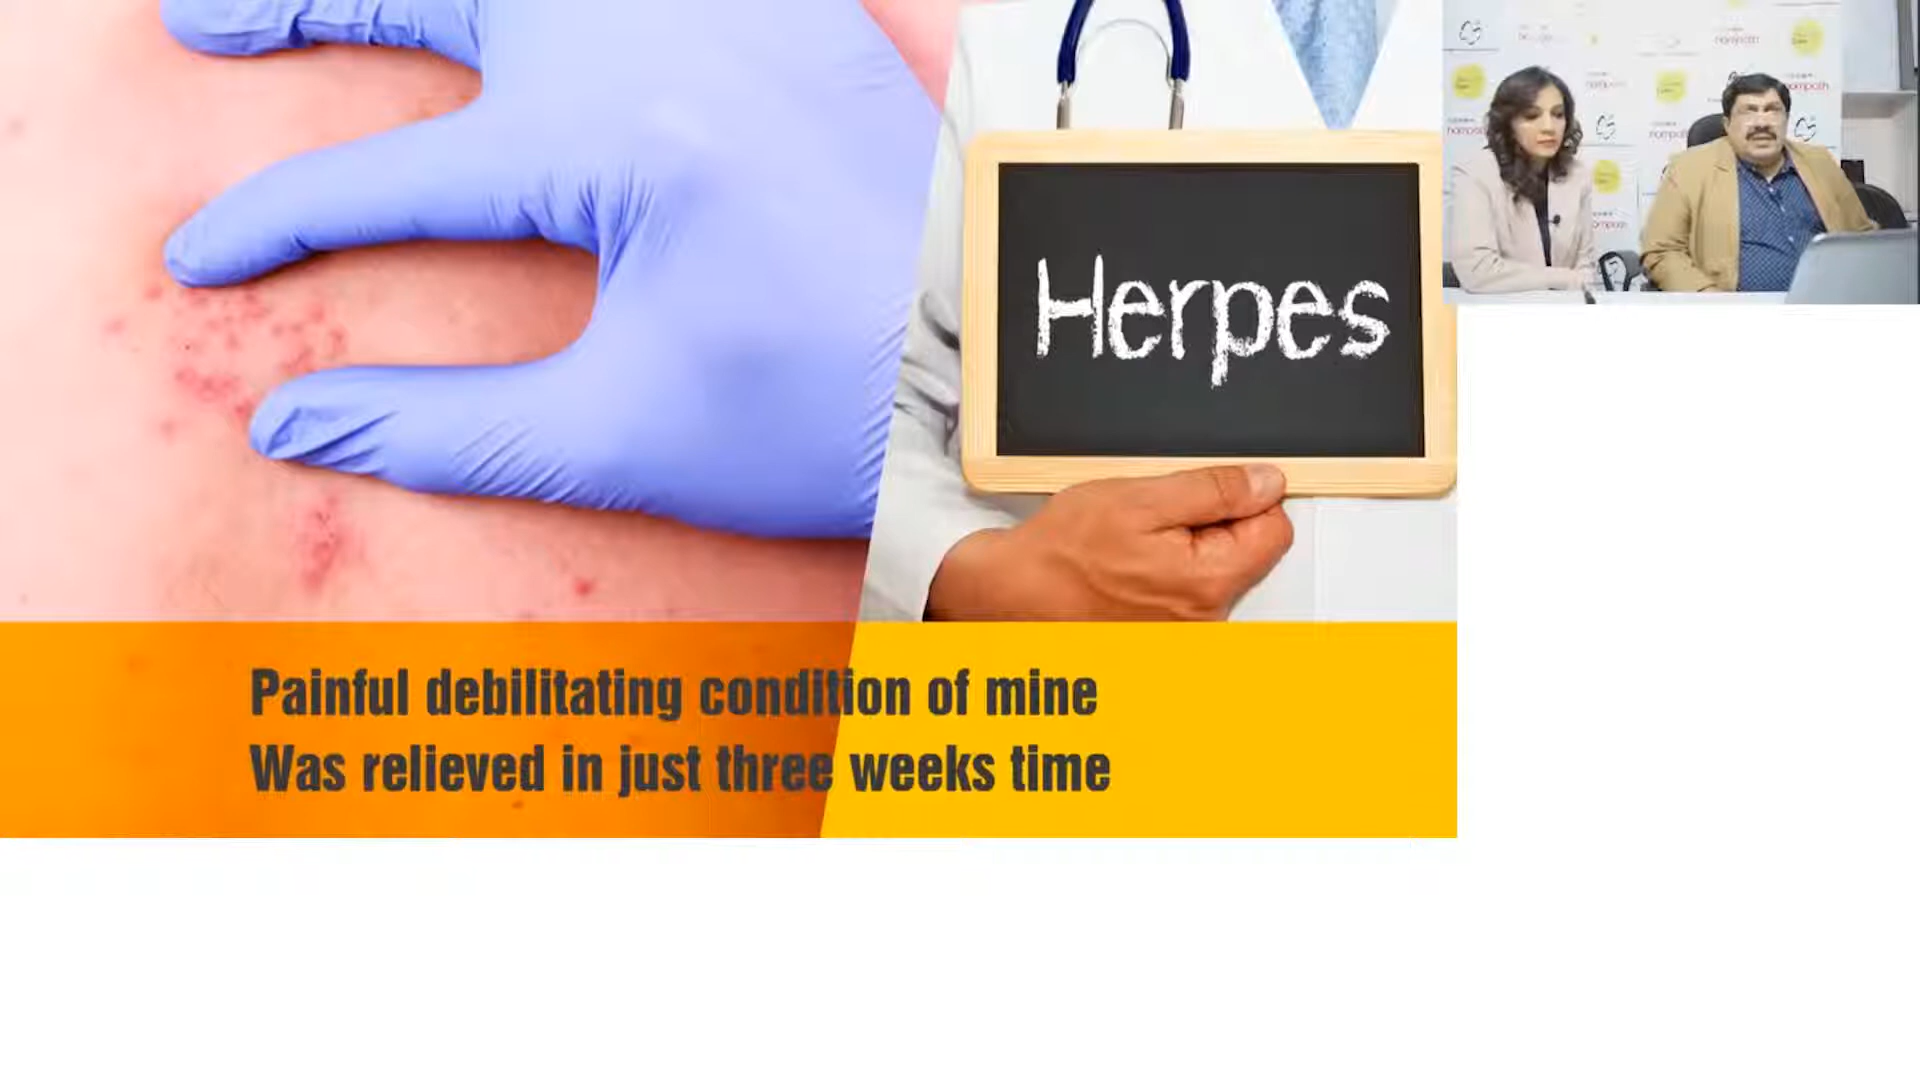 Herpes
Painful debilitating condition of mine
Was relieved in just three weeks time